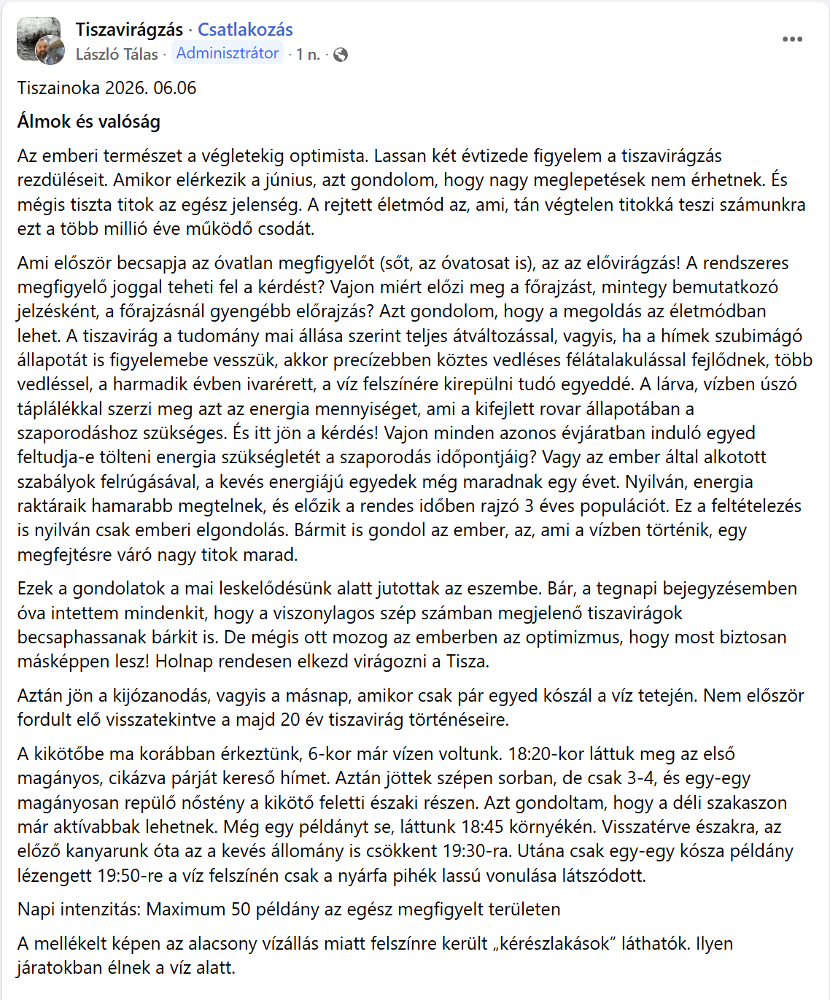 Tiszavirágzás · Csatlakozás
László Tálas · Adminisztrátor · 1 n. ·
Tiszainoka 2026. 06.06
Álmok és valóság
Az emberi természet a végletekig optimista. Lassan két évtizede figyelem a tiszavirágzás
rezdüléseit. Amikor elérkezik a június, azt gondolom, hogy nagy meglepetések nem érhetnek. És
mégis tiszta titok az egész jelenség. A rejtett életmód az, ami, tán végtelen titokká teszi számunkra
ezt a több millió éve működő csodát.
Ami először becsapja az óvatlan megfigyelőt (sőt, az óvatosat is), az az elővirágzás! A rendszeres
megfigyelő joggal teheti fel a kérdést? Vajon miért előzi meg a főrajzást, mintegy bemutatkozó
jelzésként, a főrajzásnál gyengébb előrajzás? Azt gondolom, hogy a megoldás az életmódban
lehet. A tiszavirág a tudomány mai állása szerint teljes átváltozással, vagyis, ha a hímek szubimágó
állapotát is figyelemebe vesszük, akkor precízebben köztes vedléses félátalakulással fejlődnek, több
vedléssel, a harmadik évben ivarérett, a víz felszínére kirepülni tudó egyeddé. A lárva, vízben úszó
táplálékkal szerzi meg azt az energia mennyiséget, ami a kifejlett rovar állapotában a
szaporodáshoz szükséges. És itt jön a kérdés! Vajon minden azonos évjáratban induló egyed
feltudja-e tölteni energia szükségletét a szaporodás időpontjáig? Vagy az ember által alkotott
szabályok felrúgásával, a kevés energiájú egyedek még maradnak egy évet. Nyilván, energia
raktáraik hamarabb megtelnek, és előzik a rendes időben rajzó 3 éves populációt. Ez a feltételezés
is nyilván csak emberi elgondolás. Bármit is gondol az ember, az, ami a vízben történik, egy
megfejtésre váró nagy titok marad.
Ezek a gondolatok a mai leskelődésünk alatt jutottak az eszembe. Bár, a tegnapi bejegyzésemben
óva intettem mindenkit, hogy a viszonylagos szép számban megjelenő tiszavirágok
becsaphassanak bárkit is. De mégis ott mozog az emberben az optimizmus, hogy most biztosan
másképpen lesz! Holnap rendesen elkezd virágozni a Tisza.
Aztán jön a kijózanodás, vagyis a másnap, amikor csak pár egyed kószál a víz tetején. Nem először
fordult elő visszatekintve a majd 20 év tiszavirág történéseire.
A kikötőbe ma korábban érkeztünk, 6-kor már vízen voltunk. 18:20-kor láttuk meg az első
magányos, cikázva párját kereső hímet. Aztán jöttek szépen sorban, de csak 3-4, és egy-egy
magányosan repülő nőstény a kikötő feletti északi részen. Azt gondoltam, hogy a déli szakaszon
már aktívabbak lehetnek. Még egy példányt se, láttunk 18:45 környékén. Visszatérve északra, az
előző kanyarunk óta az a kevés állomány is csökkent 19:30-ra. Utána csak egy-egy kósza példány
lézengett 19:50-re a víz felszínén csak a nyárfa pihék lassú vonulása látszódott.
Napi intenzitás: Maximum 50 példány az egész megfigyelt területen
A mellékelt képen az alacsony vízállás miatt felszínre került „kérészlakások” láthatók. Ilyen
járatokban élnek a víz alatt.